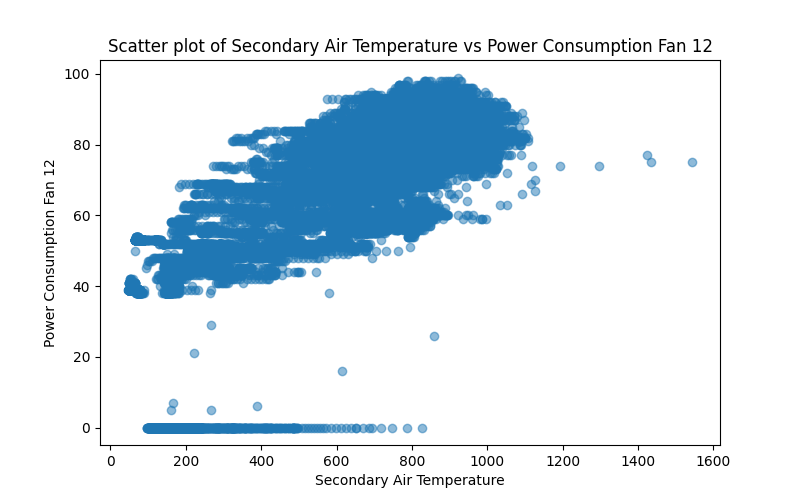 Scatter plot of Secondary Air Temperature vs Power Consumption Fan 12
100
80
60
40
20
0
Power Consumption Fan 12
0 200 400 600 800 1000 1200 1400 1600
Secondary Air Temperature